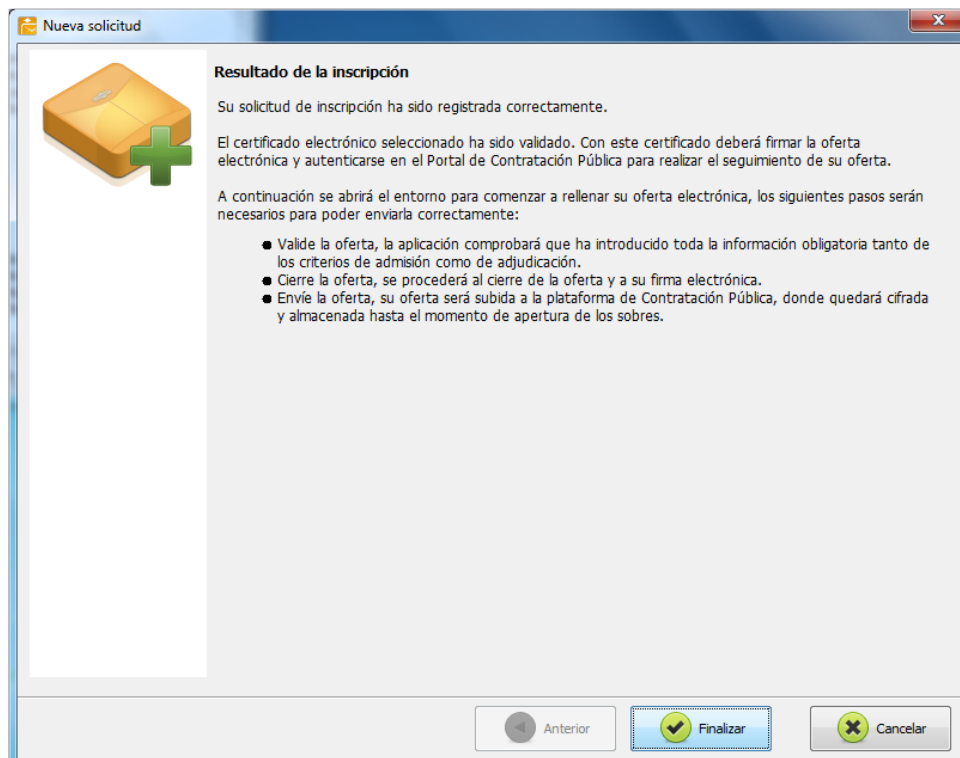 Nueva solicitud
x
Resultado de la inscripción
Su solicitud de inscripción ha sido registrada correctamente.
El certificado electrónico seleccionado ha sido validado. Con este certificado deberá firmar la oferta
electrónica y autenticarse en el Portal de Contratación Pública para realizar el seguimiento de su oferta.
A continuación se abrirá el entorno para comenzar a rellenar su oferta electrónica, los siguientes pasos serán
necesarios para poder enviarla correctamente:
● Valide la oferta, la aplicación comprobará que ha introducido toda la información obligatoria tanto de
los criterios de admisión como de adjudicación.
● Cierre la oferta, se procederá al cierre de la oferta y a su firma electrónica.
● Envíe la oferta, su oferta será subida a la plataforma de Contratación Pública, donde quedará cifrada
y almacenada hasta el momento de apertura de los sobres.
Anterior Finalizar Cancelar